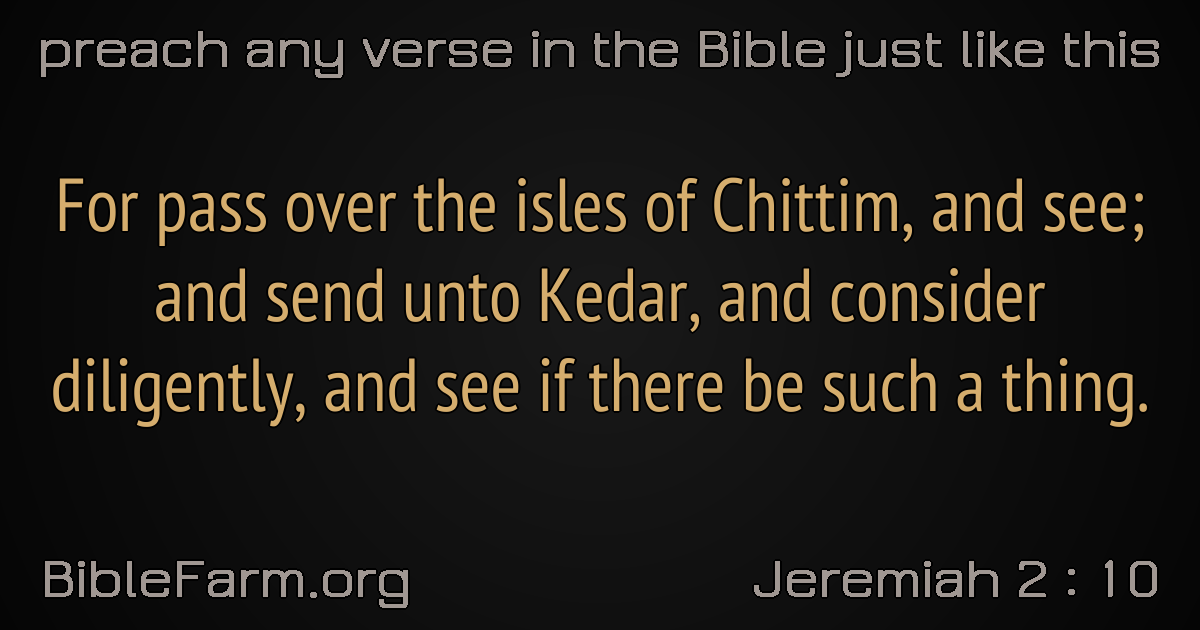 preach any verse in the Bible just like this
For pass over the isles of Chittim, and see;
and send unto Kedar, and consider
diligently, and see if there be such a thing.
BibleFarm.org
Jeremiah 2 : 10